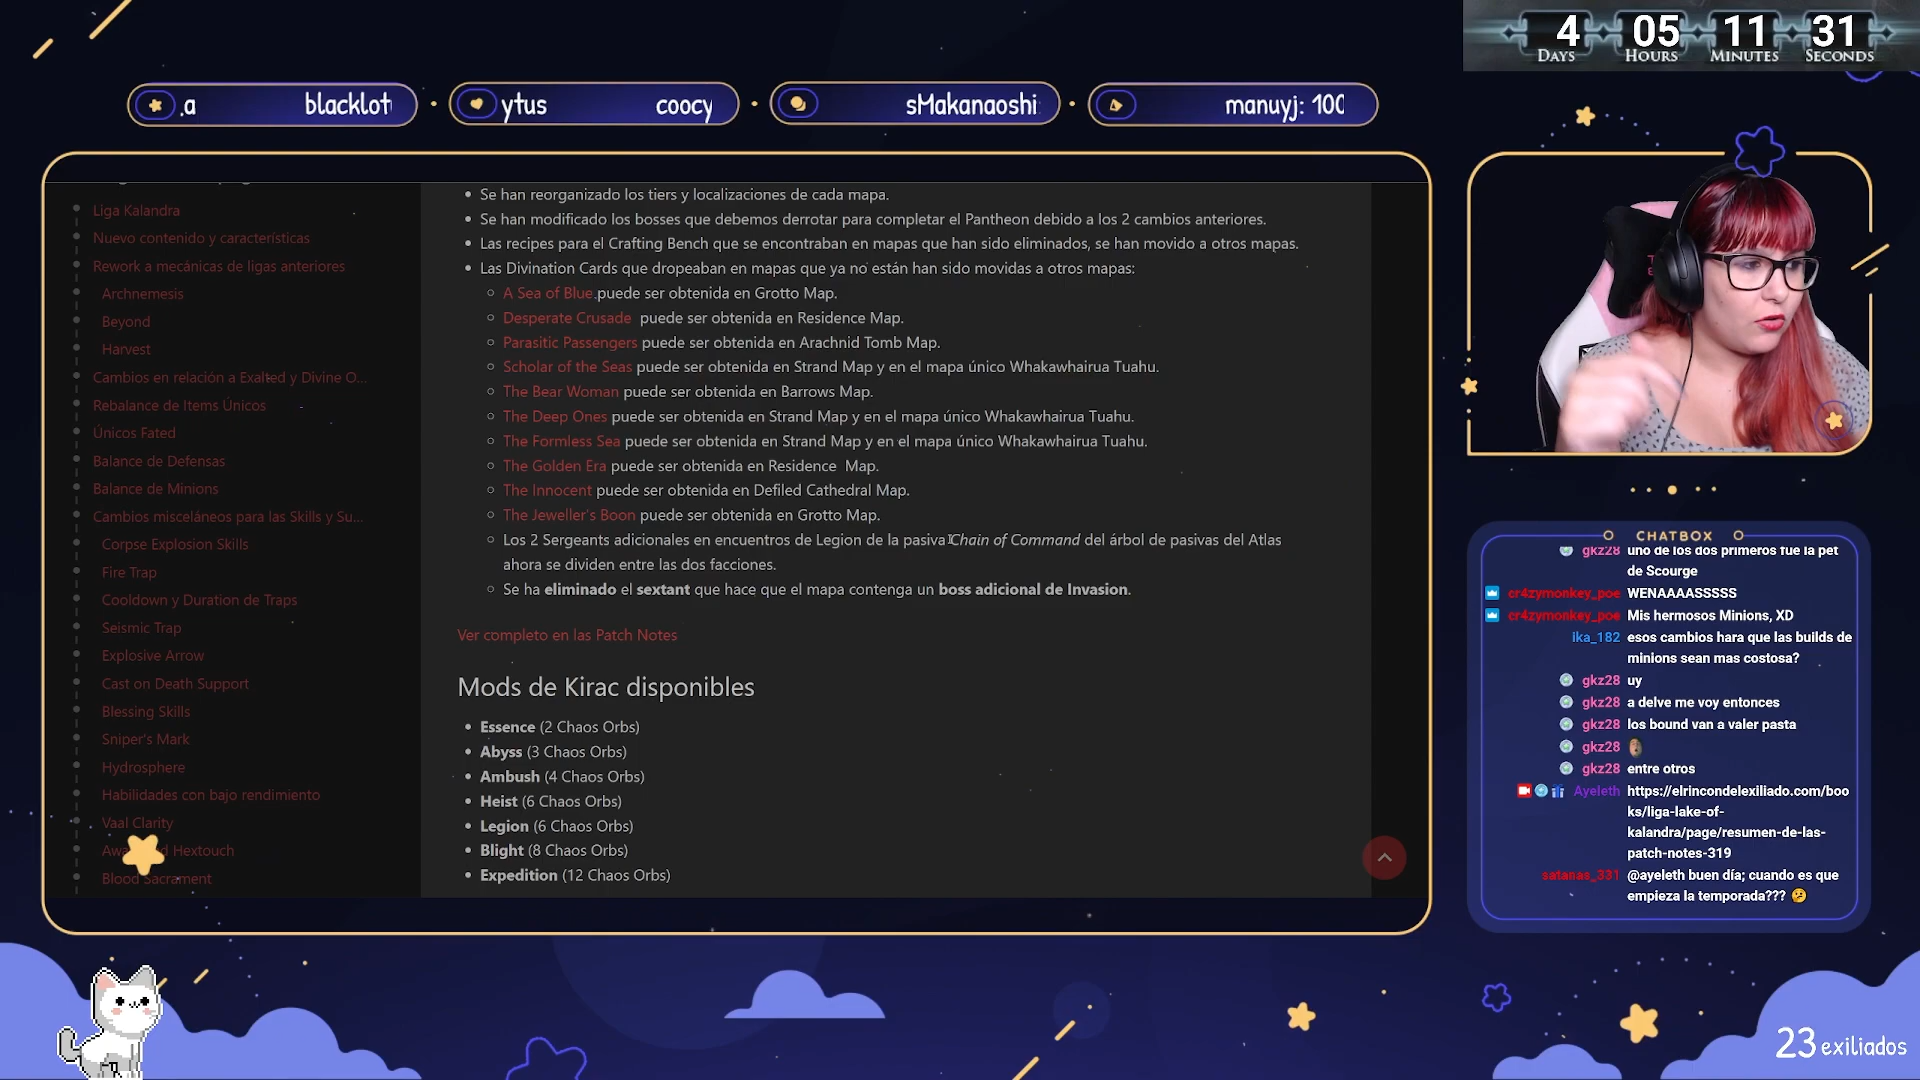 4 05 11 31
DAYS HOURS MINUTES SECONDS
.a blacklot
ytus coocy
sMakanaoshi
manuyj: 100
Liga Kalandra
Nuevo contenido y características
Rework a mecánicas de ligas anteriores
Archnemesis
Beyond
Harvest
Cambios en relación a Exalted y Divine O...
Rebalance de Items Únicos
Únicos Fated
Balance de Defensas
Balance de Minions
Cambios misceláneos para las Skills y Su...
Corpse Explosion Skills
Fire Trap
Cooldown y Duración de Traps
Seismic Trap
Explosive Arrow
Cast on Death Support
Blessing Skills
Sniper's Mark
Hydrosphere
Habilidades con bajo rendimiento
Vaal Clarity
Hextouch
Blood Sacrament
Se han reorganizado los tiers y localizaciones de cada mapa.
Se han modificado los bosses que debemos derrotar para completar el Pantheon debido a los 2 cambios anteriores.
Las recipes para el Crafting Bench que se encontraban en mapas que han sido eliminados, se han movido a otros mapas.
Las Divination Cards que dropeaban en mapas que ya no están han sido movidas a otros mapas:
A Sea of Blue puede ser obtenida en Grotto Map.
Desperate Crusade puede ser obtenida en Residence Map.
Parasitic Passengers puede ser obtenida en Arachnid Tomb Map.
Scholar of the Seas puede ser obtenida en Strand Map y en el mapa único Whakawhairua Tuahu.
The Bear Woman puede ser obtenida en Barrows Map.
The Deep Ones puede ser obtenida en Strand Map y en el mapa único Whakawhairua Tuahu.
The Formless Sea puede ser obtenida en Strand Map y en el mapa único Whakawhairua Tuahu.
The Golden Era puede ser obtenida en Residence Map.
The Innocent puede ser obtenida en Defiled Cathedral Map.
The Jeweller's Boon puede ser obtenida en Grotto Map.
Los 2 Sergeants adicionales en encuentros de Legion de la pasiva Chain of Command del árbol de pasivas del Atlas
ahora se dividen entre las dos facciones.
Se ha eliminado el sextant que hace que el mapa contenga un boss adicional de Invasion.
Ver completo en las Patch Notes
Mods de Kirac disponibles
Essence (2 Chaos Orbs)
Abyss (3 Chaos Orbs)
Ambush (4 Chaos Orbs)
Heist (6 Chaos Orbs)
Legion (6 Chaos Orbs)
Blight (8 Chaos Orbs)
Expedition (12 Chaos Orbs)
CHATBOX
gkz28 uno de los dos primeros fue la pet
de Scourge
cr4zymonkey_poe WENAAAASSSSS
cr4zymonkey_poe Mis hermosos Minions, XD
Ika_182 esos cambios hara que las builds de
minions sean mas costosa?
gkz28 uy
gkz28 a delve me voy entonces
gkz28 los bound van a valer pasta
gkz28
gkz28 entre otros
Ayeleth https://elrincondelexiliado.com/boo
ks/liga-lake-of-
kalandra/page/resumen-de-las-
patch-notes-319
satanas_331 @ayeleth buen día; cuando es que
empieza la temporada???
23 exiliados